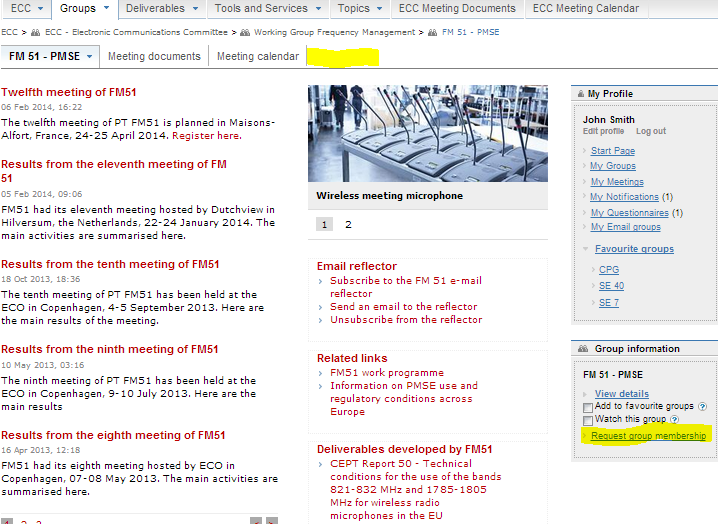 ECC Groups Deliverables Tools and Services Topics ECC Meeting Documents ECC Meeting Calendar
ECC > ECC - Electronic Communications Committee > Working Group Frequency Management > FM 51 - PMSE
FM 51 - PMSE Meeting documents Meeting calendar
Twelfth meeting of FM51
06 Feb 2014, 16:22
The twelfth meeting of PT FM51 is planned in Maisons-
Alfort, France, 24-25 April 2014. Register here.
Results from the eleventh meeting of FM
51
05 Feb 2014, 09:06
FM51 had its eleventh meeting hosted by Dutchview in
Hilversum, the Netherlands, 22-24 January 2014. The
main activities are summarised here.
Results from the tenth meeting of FM51
18 Oct 2013, 18:36
The tenth meeting of PT FM51 has been held at the
ECO in Copenhagen, 4-5 September 2013. Here are
the main results of the meeting.
Results from the ninth meeting of FM51
10 May 2013, 03:16
The ninth meeting of PT FM51 has been held at the
ECO in Copenhagen, 9-10 July 2013. Here are the
main results
Results from the eighth meeting of FM51
16 Apr 2013, 12:18
FM51 had its eighth meeting hosted by ECO in
Copenhagen, 07-08 May 2013. The main activities are
summarised here.
1 2 3
Wireless meeting microphone
1 2
Email reflector
Subscribe to the FM 51 e-mail
reflector
Send an email to the reflector
Unsubscribe from the reflector
Related links
FM51 work programme
Information on PMSE use and
regulatory conditions across
Europe
Deliverables developed by FM51
CEPT Report 50 - Technical
conditions for the use of the bands
821-832 MHz and 1785-1805
MHz for wireless radio
microphones in the EU
My Profile
John Smith
Edit profile Log out
Start Page
My Groups
My Meetings
My Notifications (1)
My Questionnaires (1)
My Email groups
Favourite groups
CPG
SE 40
SE 7
Group information
FM 51 - PMSE
View details
Add to favourite groups ?
Watch this group ?
Request group membership